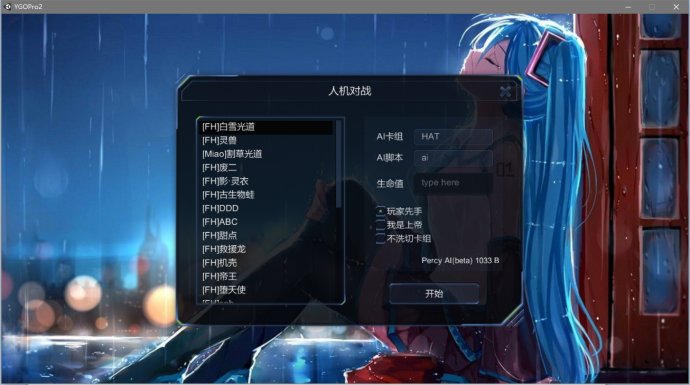 YGOPro2
人机对战
[FH]白雪光道
[FH]灵兽
[Miao]割草光道
[FH]废二
[FH]影·灵衣
[FH]古生物蛙
[FH]DDD
[FH]ABC
[FH]甜点
[FH]救援龙
[FH]机壳
[FH]帝王
[FH]堕天使
AI卡组 HAT
AI脚本 ai
生命值 type here
玩家先手
我是上帝
不洗切卡组
Percy AI(beta) 1033 B
开始
01